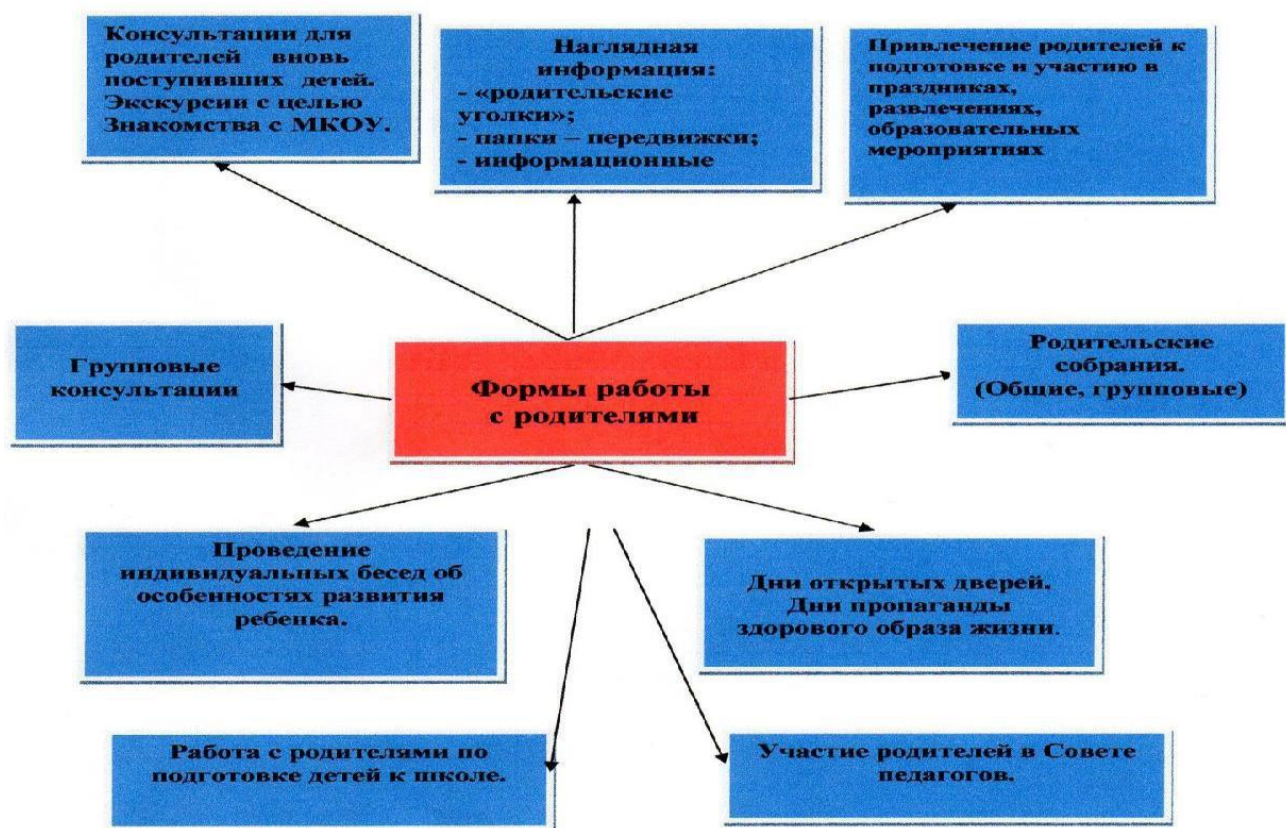 Консультации для
родителей вновь
поступивших детей.
Экскурсии с целью
Знакомства с МКОУ.
Наглядная
информация:
- «родительские
уголки»;
- папки – передвижки;
- информационные
Привлечение родителей к
подготовке и участию в
праздниках,
развлечениях,
образовательных
мероприятиях
Групповые
консультации
Формы работы
с родителями
Родительские
собрания.
(Общие, групповые)
Проведение
индивидуальных бесед об
особенностях развития
ребенка.
Дни открытых дверей.
Дни пропаганды
здорового образа жизни.
Работа с родителями по
подготовке детей к школе.
Участие родителей в Совете
педагогов.